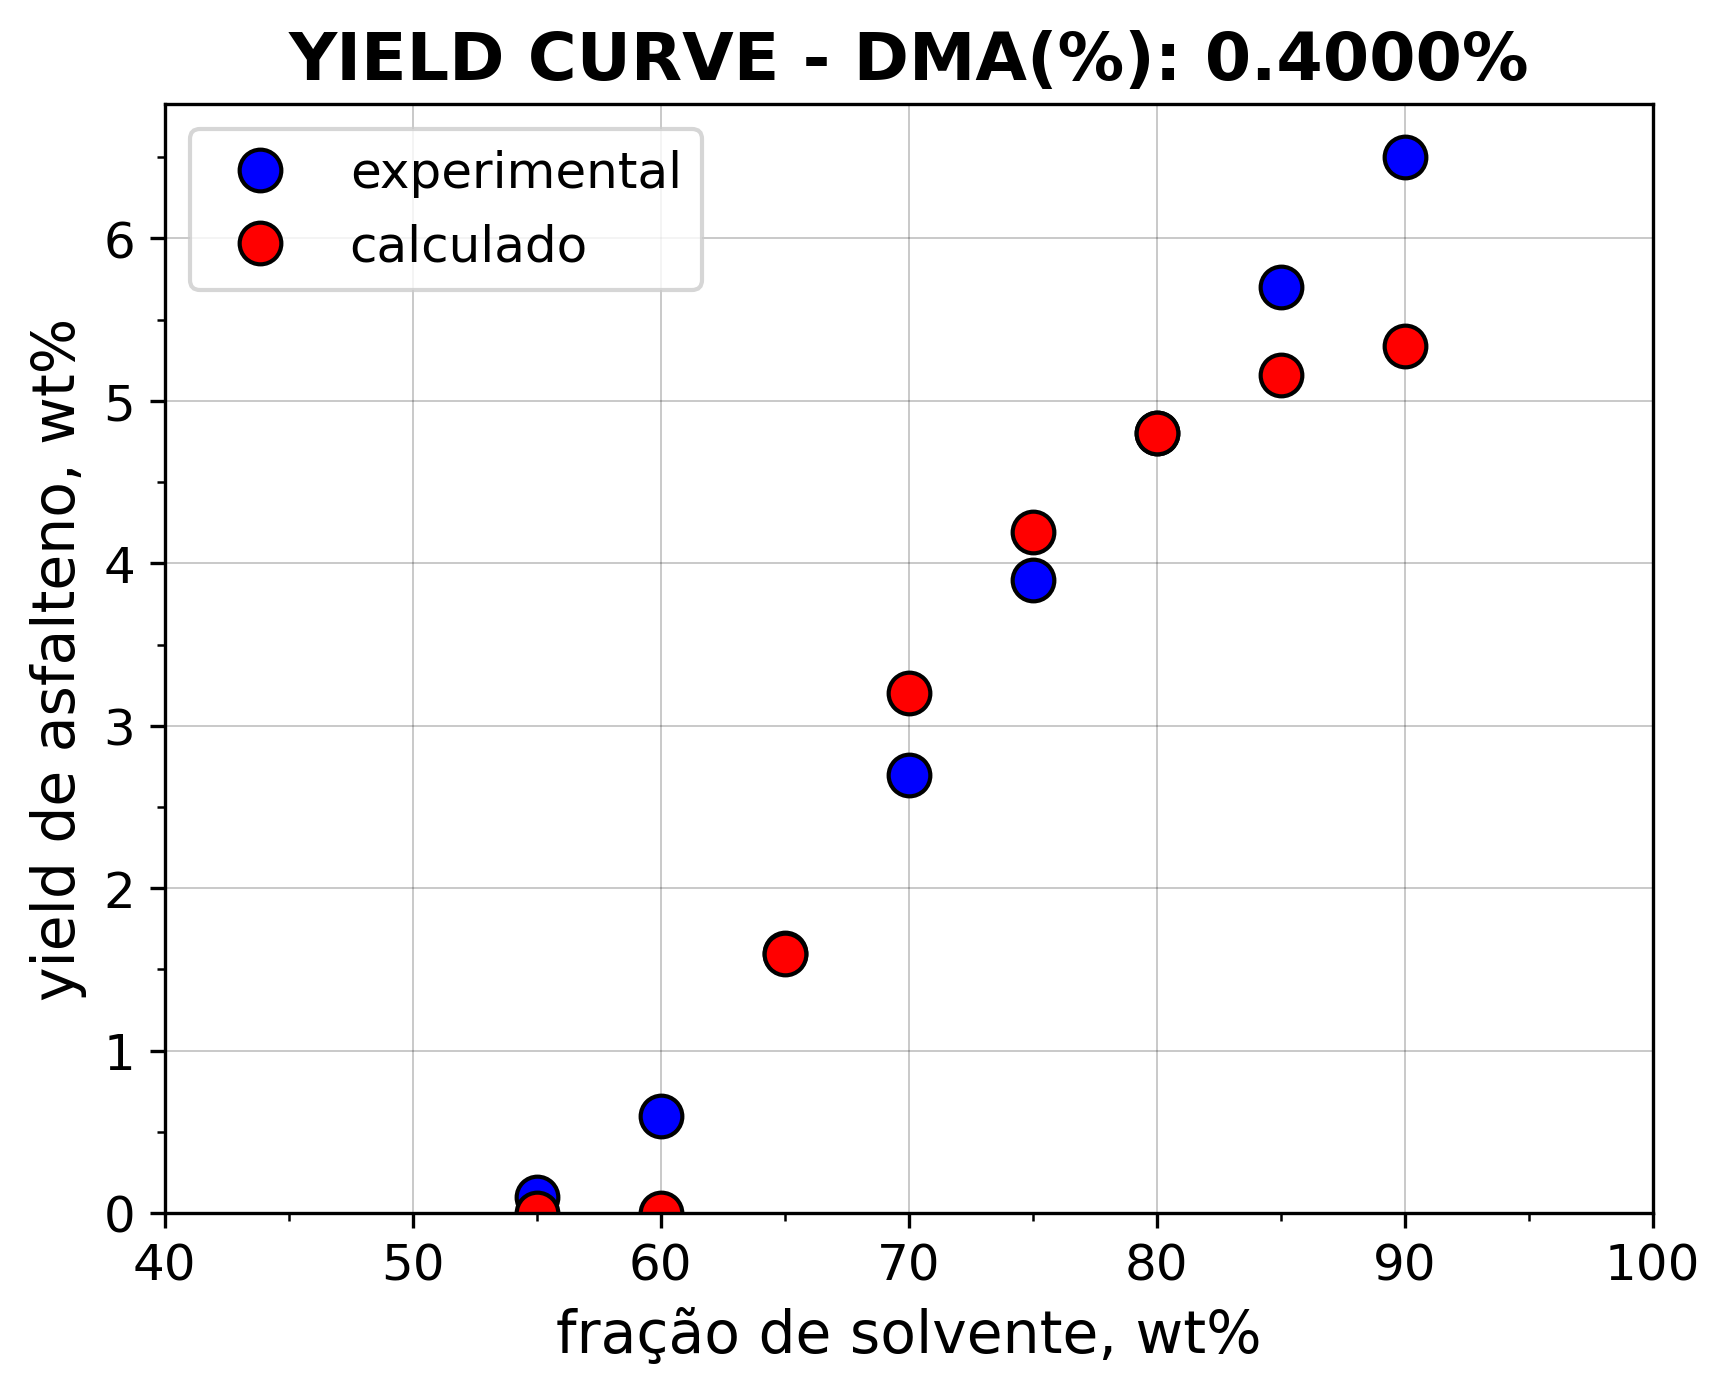 YIELD CURVE - DMA(%): 0.4000%
experimental
calculado
yield de asfalteno, wt%
6
5
4
3
2
1
0
40 50 60 70 80 90 100
fração de solvente, wt%